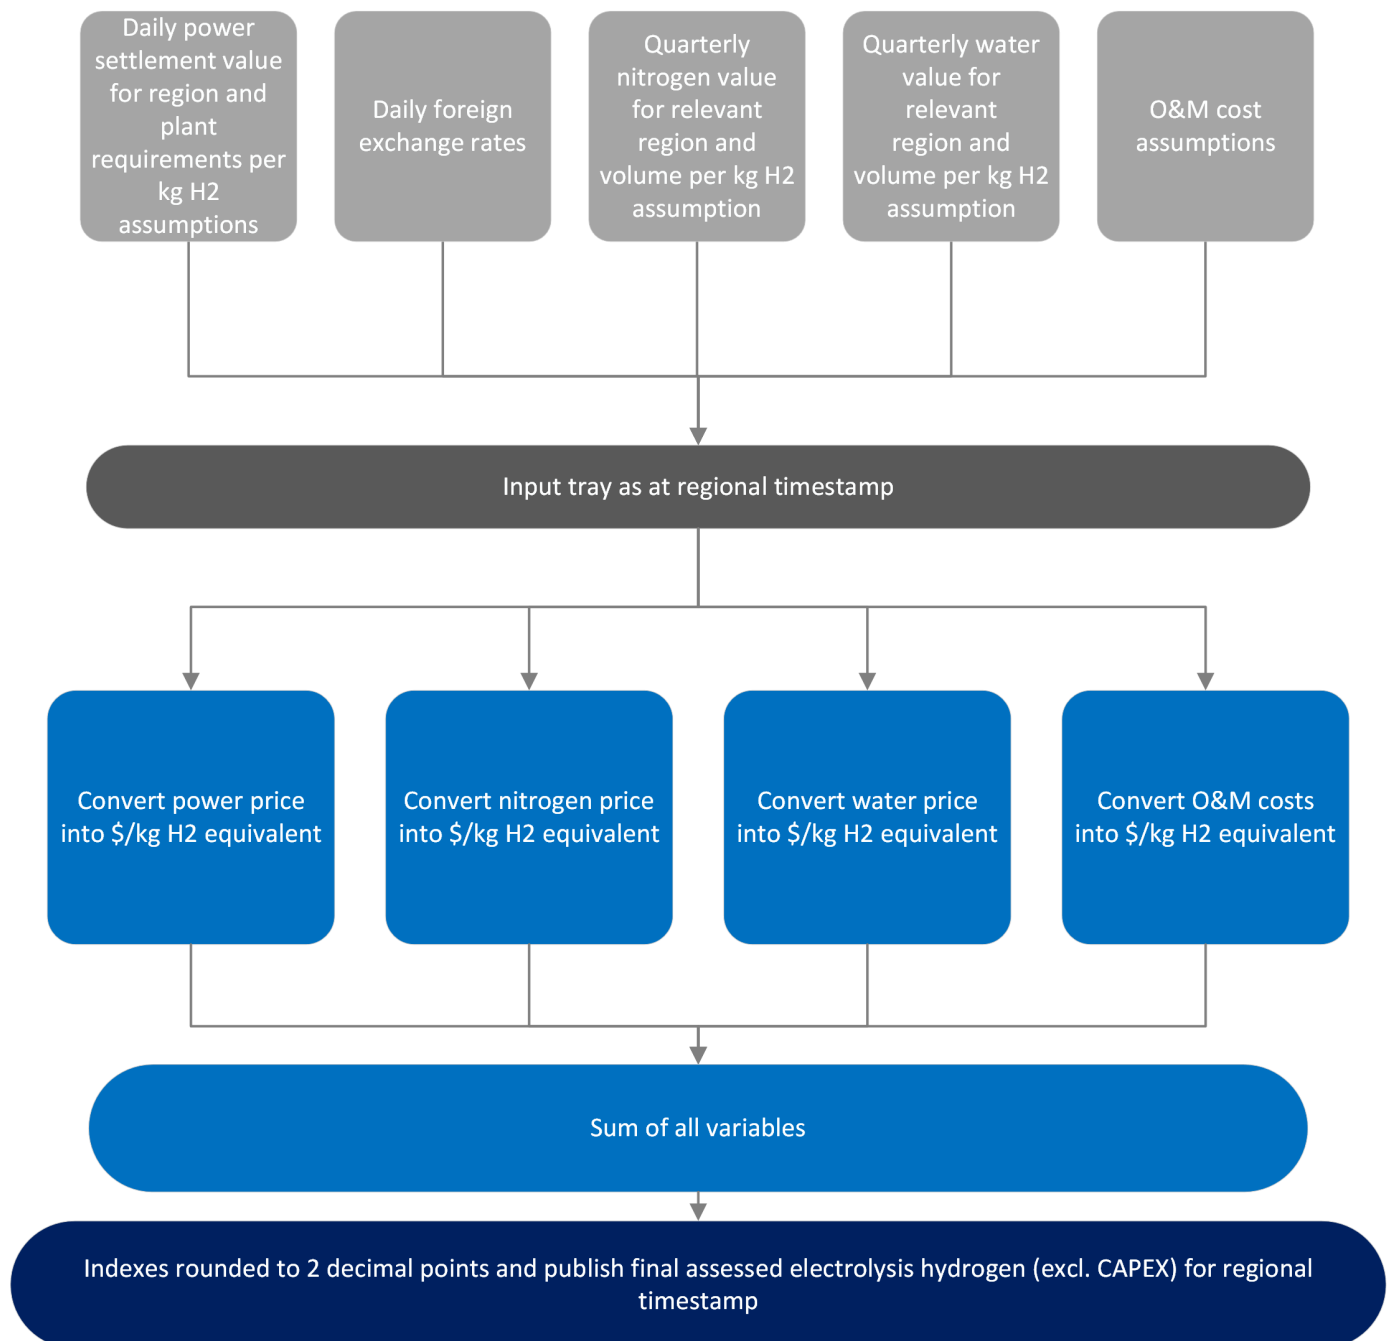 Daily power
settlement value
for region and
plant
requirements per
kg H2
assumptions
Daily foreign
exchange rates
Quarterly
nitrogen value
for relevant
region and
volume per kg H2
assumption
Quarterly water
value for
relevant
region and
volume per kg H2
assumption
O&M cost
assumptions
Input tray as at regional timestamp
Convert power price
into $/kg H2 equivalent
Convert nitrogen price
into $/kg H2 equivalent
Convert water price
into $/kg H2 equivalent
Convert O&M costs
into $/kg H2 equivalent
Sum of all variables
Indexes rounded to 2 decimal points and publish final assessed electrolysis hydrogen (excl. CAPEX) for regional
timestamp